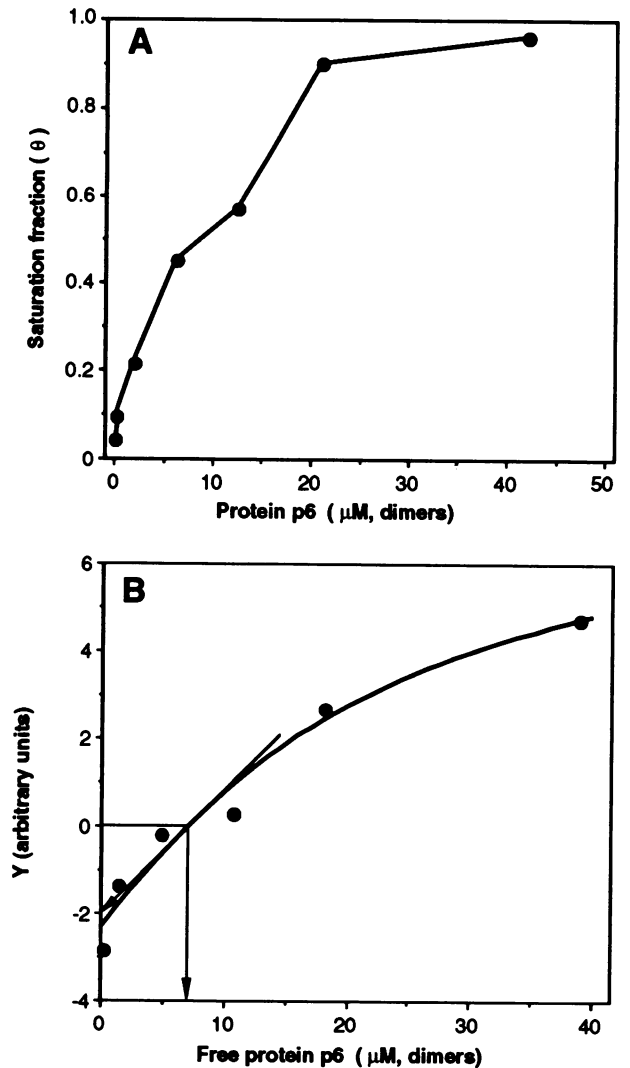 A
1.0
0.8
0.6
0.4
0.2
0
Saturation fraction ( θ )
0 10 20 30 40 50
Protein p6 ( μM, dimers)
B
6
4
2
0
-2
-4
Y (arbitrary units)
0 10 20 30 40
Free protein p6 ( μM, dimers)